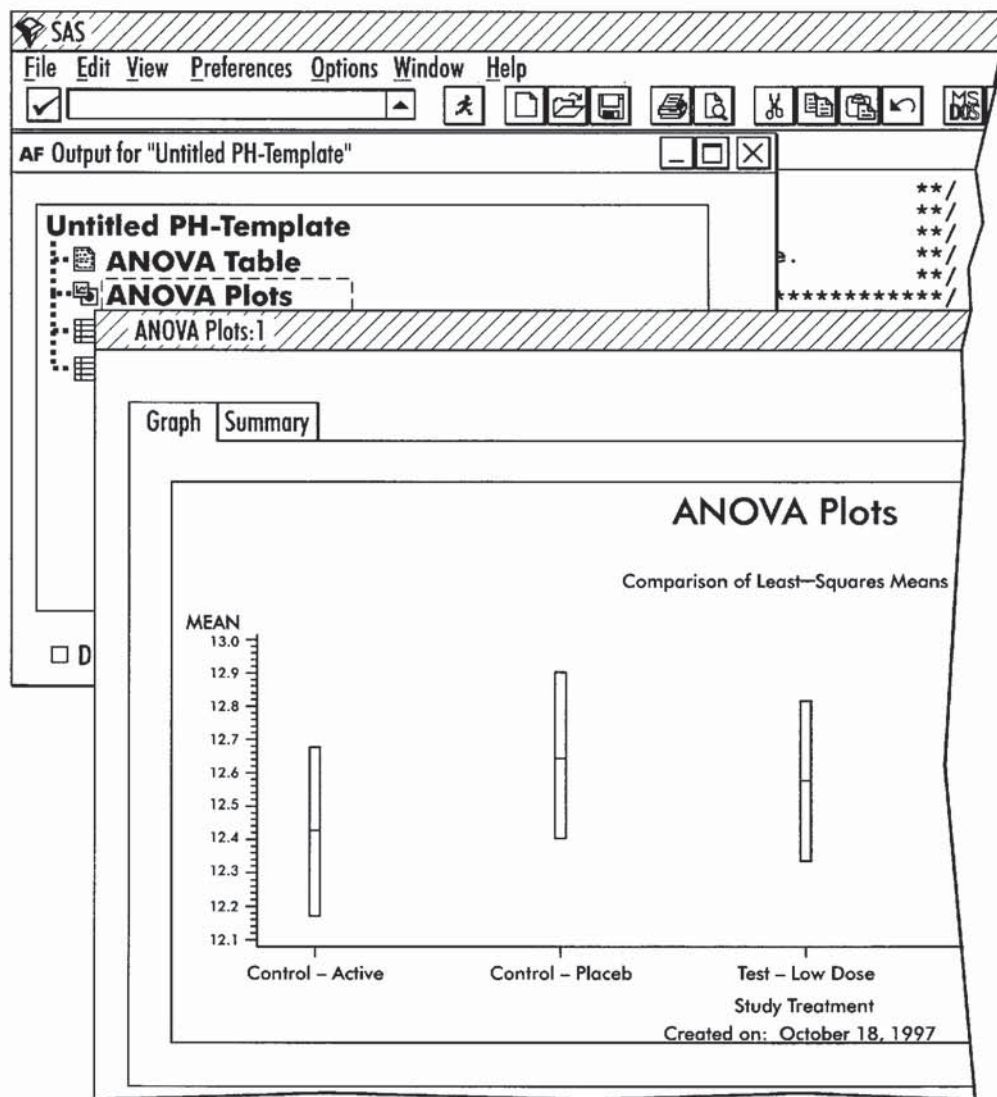 SAS
File Edit View Preferences Options Window Help
MS DOS
AF Output for "Untitled PH-Template"
**/
**/
**/
e. **/
**/
************/
Untitled PH-Template
ANOVA Table
ANOVA Plots
ANOVA Plots:1
Graph Summary
ANOVA Plots
Comparison of Least-Squares Means
MEAN
13.0
12.9
12.8
12.7
12.6
12.5
12.4
12.3
12.2
12.1
D
Control – Active Control – Placeb Test – Low Dose
Study Treatment
Created on: October 18, 1997